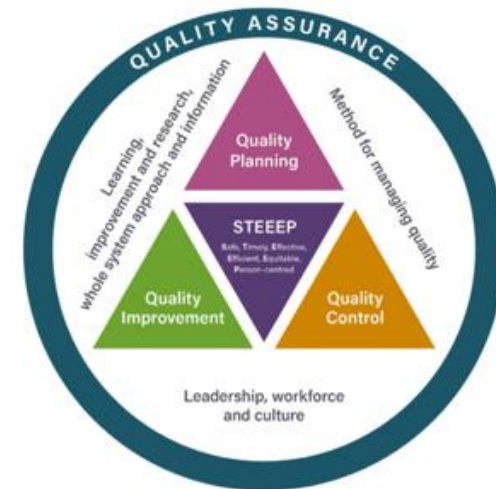 QUALITY ASSURANCE
Learning,
improvement and research,
whole system approach and information
Method for managing quality
Quality
Planning
STEEEP
Safe, Timely, Effective,
Efficient, Equitable,
Person-centred
Quality
Improvement
Quality
Control
Leadership, workforce
and culture